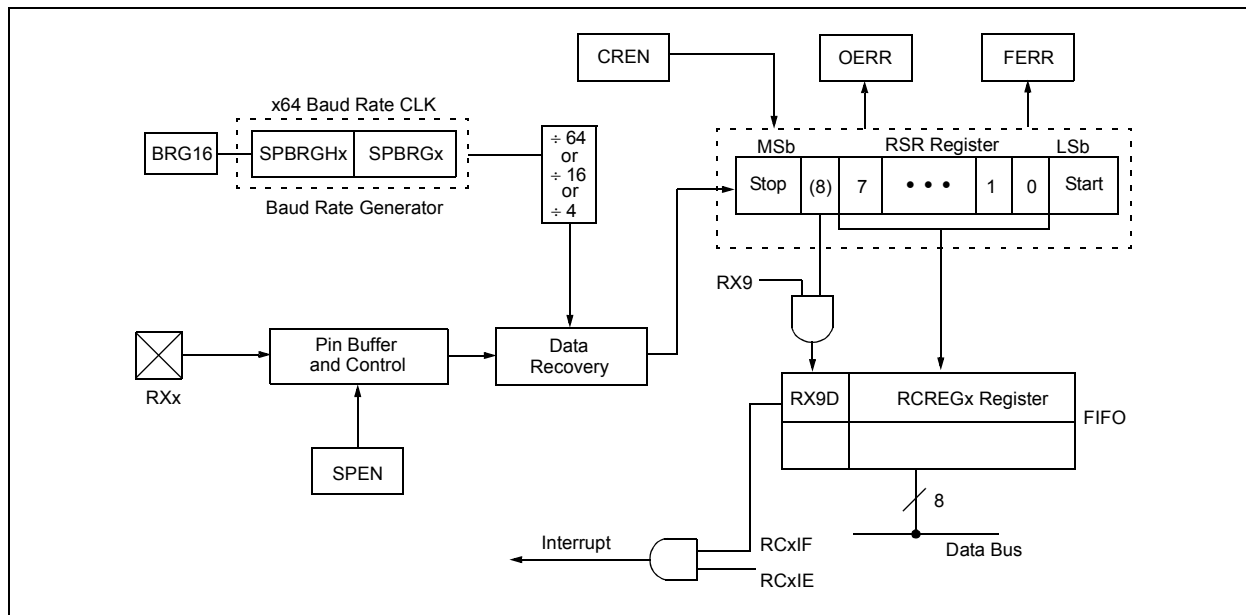 CREN
OERR
FERR
x64 Baud Rate CLK
BRG16
SPBRGHx
SPBRGx
Baud Rate Generator
÷ 64
or
÷ 16
or
÷ 4
MSb
RSR Register
LSb
Stop
(8)
7
• • •
1
0
Start
RX9
RXx
Pin Buffer
and Control
Data
Recovery
SPEN
RX9D
RCREGx Register
FIFO
8
Data Bus
Interrupt
RCxIF
RCxIE